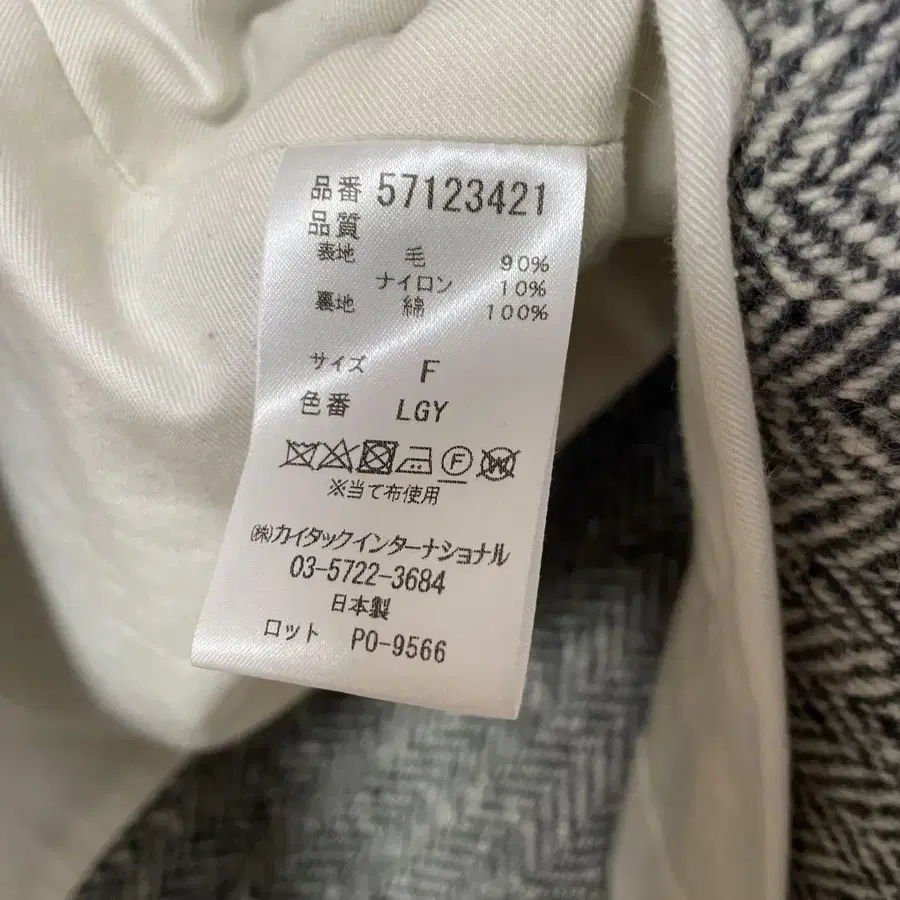 品番 57123421
品質
表地 毛 90%
ナイロン 10%
裏地 綿 100%
サイズ F
色番 LGY
F W
※当て布使用
㈱カイタックインターナショナル
03-5722-3684
日本製
ロット PO-9566